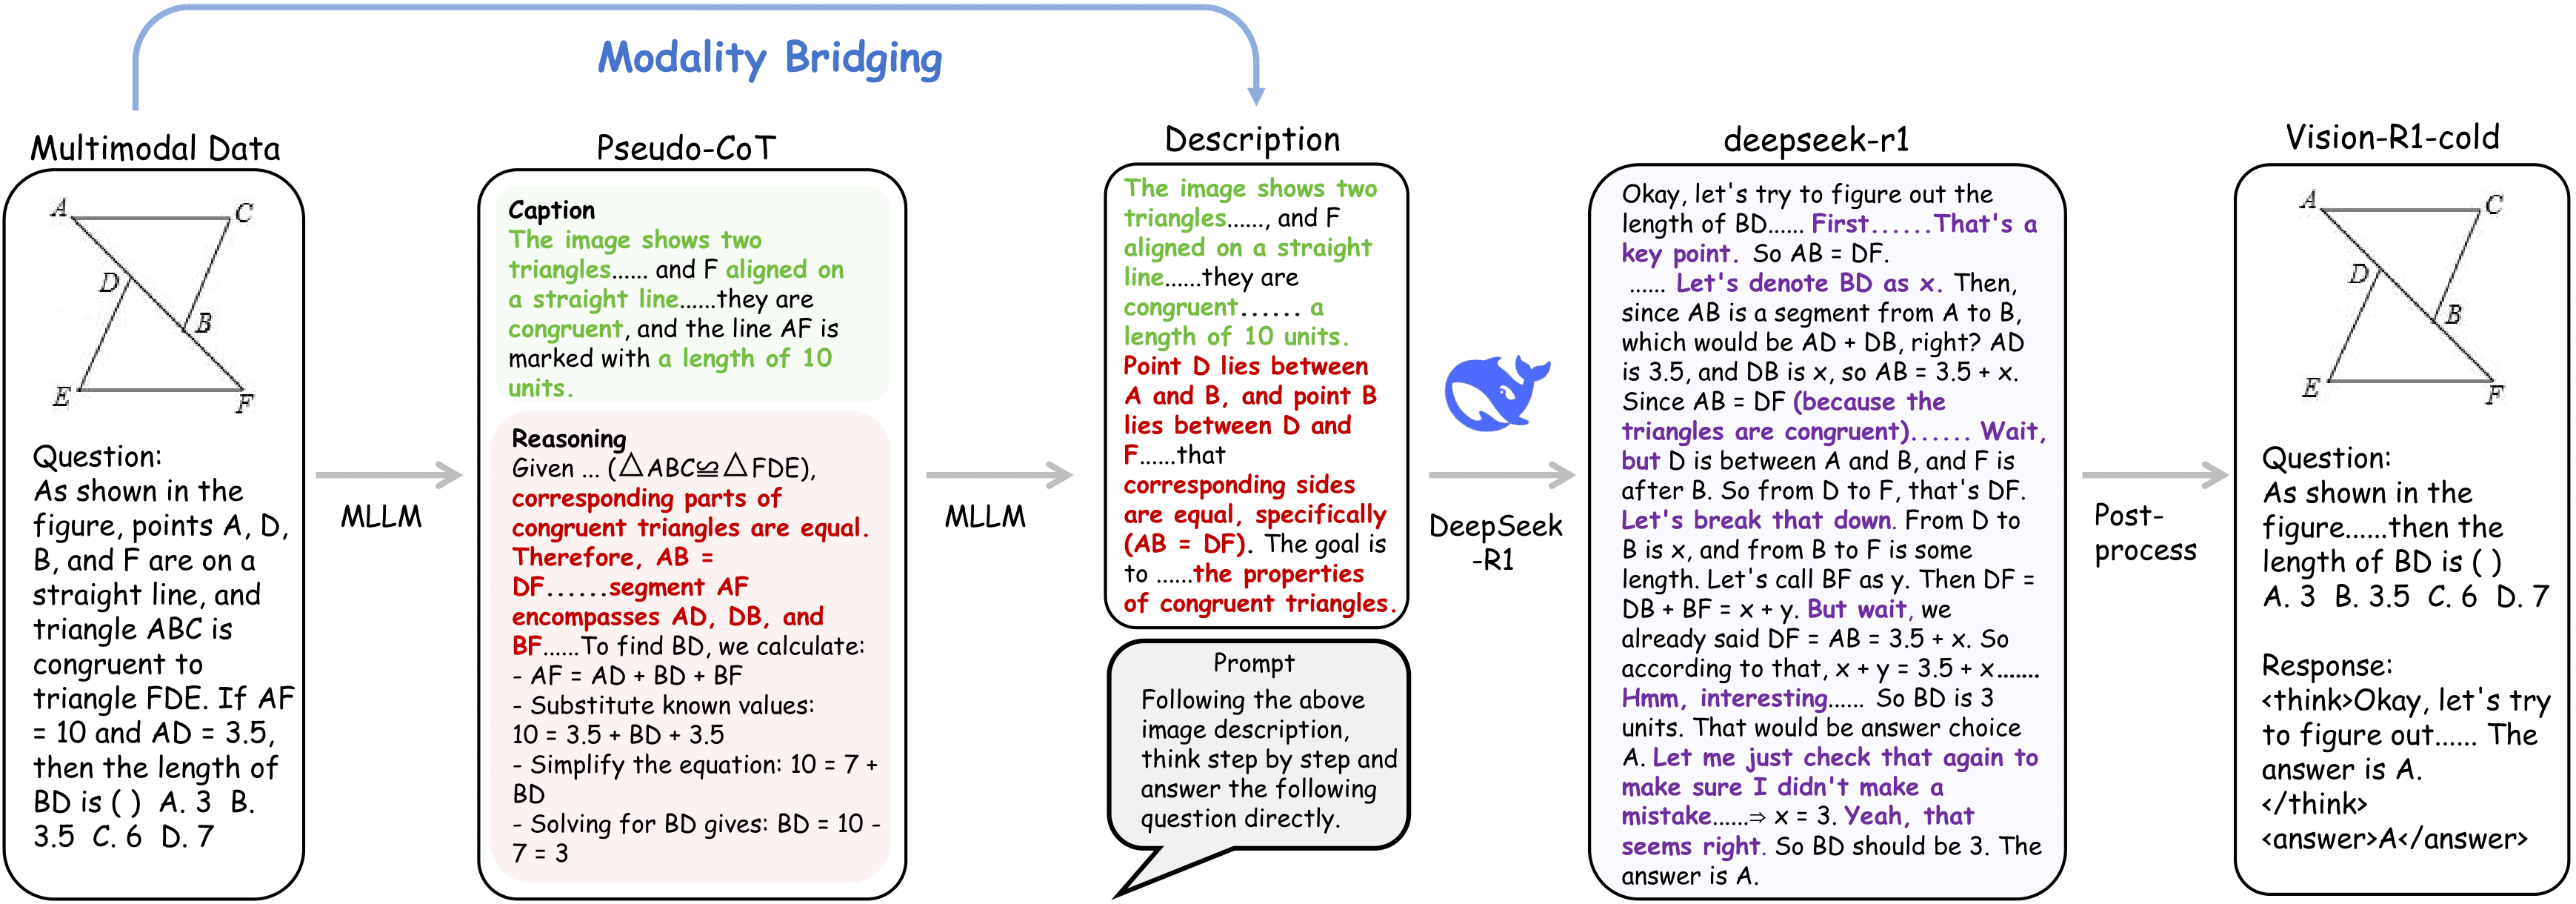 Modality Bridging
Multimodal Data
A
C
D
B
E
F
Question:
As shown in the
figure, points A, D,
B, and F are on a
straight line, and
triangle ABC is
congruent to
triangle FDE. If AF
= 10 and AD = 3.5,
then the length of
BD is ( ) A. 3 B.
3.5 C. 6 D. 7
MLLM
Pseudo-CoT
Caption
The image shows two
triangles...... and F aligned on
a straight line......they are
congruent, and the line AF is
marked with a length of 10
units.
Reasoning
Given ... (△ABC≌△FDE),
corresponding parts of
congruent triangles are equal.
Therefore, AB =
DF......segment AF
encompasses AD, DB, and
BF......To find BD, we calculate:
- AF = AD + BD + BF
- Substitute known values:
10 = 3.5 + BD + 3.5
- Simplify the equation: 10 = 7 +
BD
- Solving for BD gives: BD = 10 -
7 = 3
MLLM
Description
The image shows two
triangles......, and F
aligned on a straight
line......they are
congruent...... a
length of 10 units.
Point D lies between
A and B, and point B
lies between D and
F......that
corresponding sides
are equal, specifically
(AB = DF). The goal is
to ......the properties
of congruent triangles.
Prompt
Following the above
image description,
think step by step and
answer the following
question directly.
DeepSeek
-R1
deepseek-r1
Okay, let's try to figure out the
length of BD...... First......That's a
key point. So AB = DF.
...... Let's denote BD as x. Then,
since AB is a segment from A to B,
which would be AD + DB, right? AD
is 3.5, and DB is x, so AB = 3.5 + x.
Since AB = DF (because the
triangles are congruent)...... Wait,
but D is between A and B, and F is
after B. So from D to F, that's DF.
Let's break that down. From D to
B is x, and from B to F is some
length. Let's call BF as y. Then DF =
DB + BF = x + y. But wait, we
already said DF = AB = 3.5 + x. So
according to that, x + y = 3.5 + x.......
Hmm, interesting...... So BD is 3
units. That would be answer choice
A. Let me just check that again to
make sure I didn't make a
mistake......⇒ x = 3. Yeah, that
seems right. So BD should be 3. The
answer is A.
Post-
process
Vision-R1-cold
A
C
D
B
E
F
Question:
As shown in the
figure......then the
length of BD is ( )
A. 3 B. 3.5 C. 6 D. 7
Response:
<think>Okay, let's try
to figure out...... The
answer is A.
</think>
<answer>A</answer>